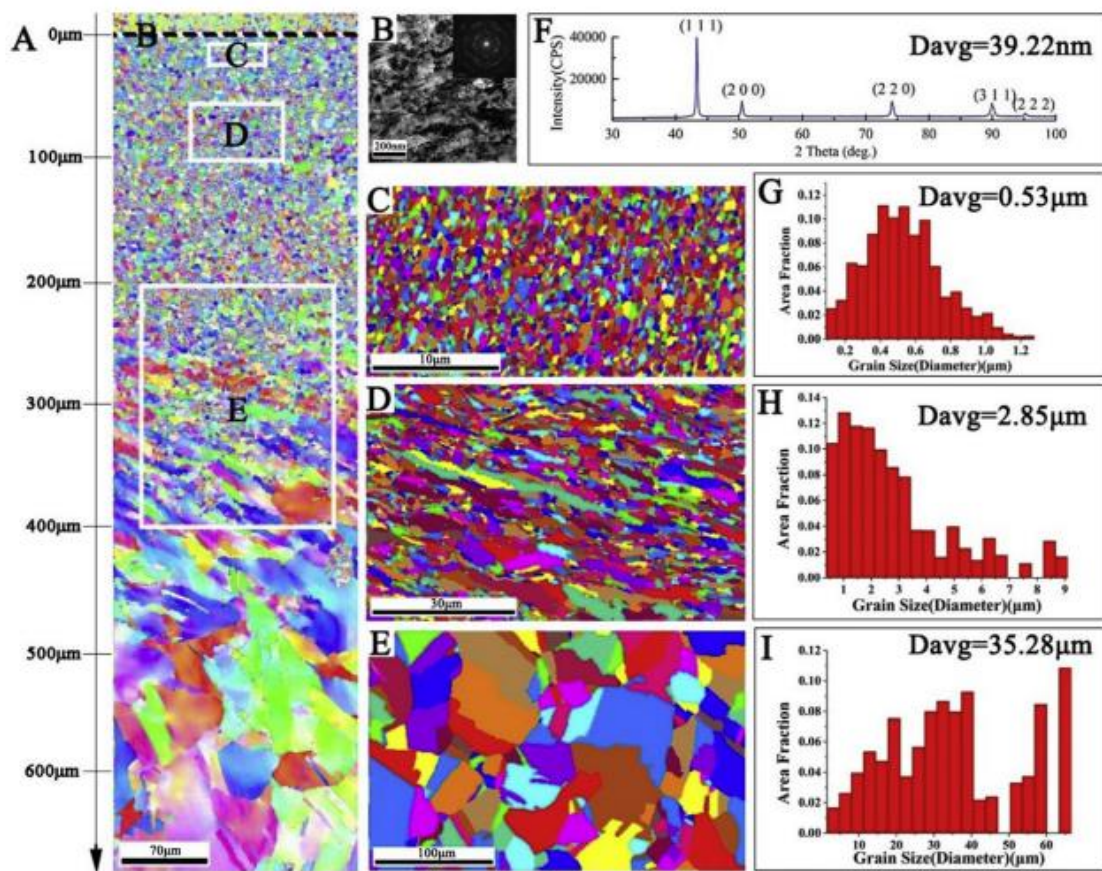 A
0µm
100µm
200µm
300µm
400µm
500µm
600µm
B
C
D
E
70µm
B
200nm
F
Davg=39.22nm
Intensity(CPS)
40000
20000
(1 1 1)
(2 0 0)
(2 2 0)
(3 1 1)
(2 2 2)
30 40 50 60 70 80 90 100
2 Theta (deg.)
C
10µm
G
Davg=0.53µm
Area Fraction
0.12
0.10
0.08
0.06
0.04
0.02
0.00
0.2 0.4 0.6 0.8 1.0 1.2
Grain Size(Diameter)(µm)
D
30µm
H
Davg=2.85µm
Area Fraction
0.14
0.12
0.10
0.08
0.06
0.04
0.02
0.00
1 2 3 4 5 6 7 8 9
Grain Size(Diameter)(µm)
E
100µm
I
Davg=35.28µm
Area Fraction
0.12
0.10
0.08
0.06
0.04
0.02
0.00
10 20 30 40 50 60
Grain Size(Diameter)(µm)